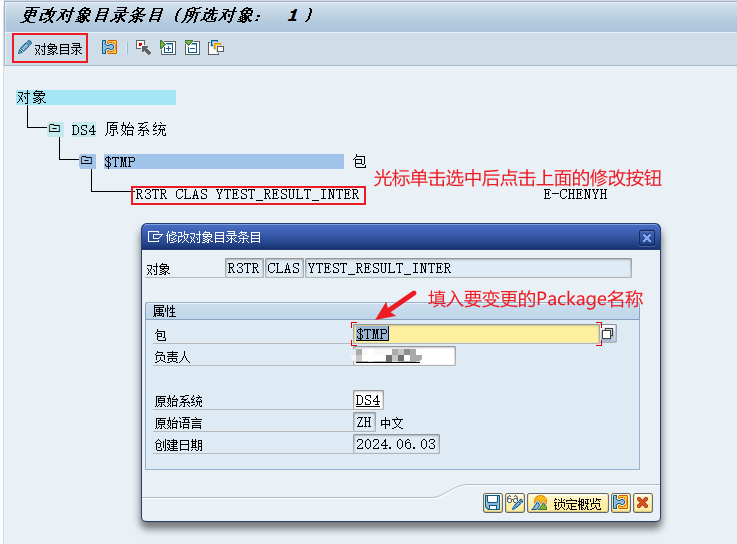 更改对象目录条目（所选对象： 1 ）
对象目录
对象
DS4 原始系统
$TMP 包
R3TR CLAS YTEST_RESULT_INTER E-CHENYH
光标单击选中后点击上面的修改按钮
修改对象目录条目
对象 R3TR CLAS YTEST_RESULT_INTER
填入要变更的Package名称
属性
包 $TMP
负责人
原始系统 DS4
原始语言 ZH 中文
创建日期 2024.06.03
锁定概览